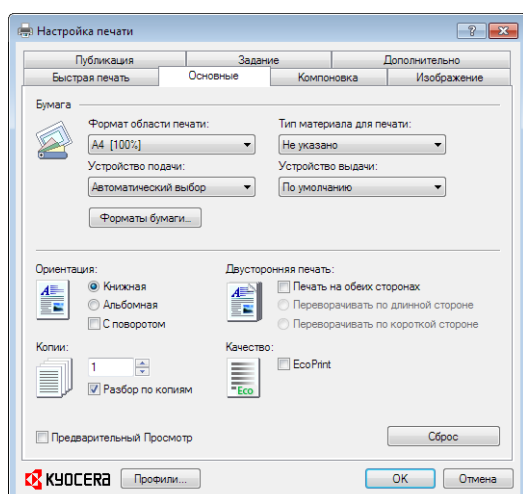 Настройка печати
Публикация Задание Дополнительно
Быстрая печать Основные Компоновка Изображение
Бумага
Формат области печати: Тип материала для печати:
A4 [100%] Не указано
Устройство подачи: Устройство выдачи:
Автоматический выбор По умолчанию
Форматы бумаги...
Ориентация: Двусторонняя печать:
Книжная Печать на обеих сторонах
Альбомная Переворачивать по длинной стороне
С поворотом Переворачивать по короткой стороне
Копии: Качество:
1 EcoPrint
Разбор по копиям
Eco
Предварительный Просмотр Сброс
KYOCERA Профили... OK Отмена